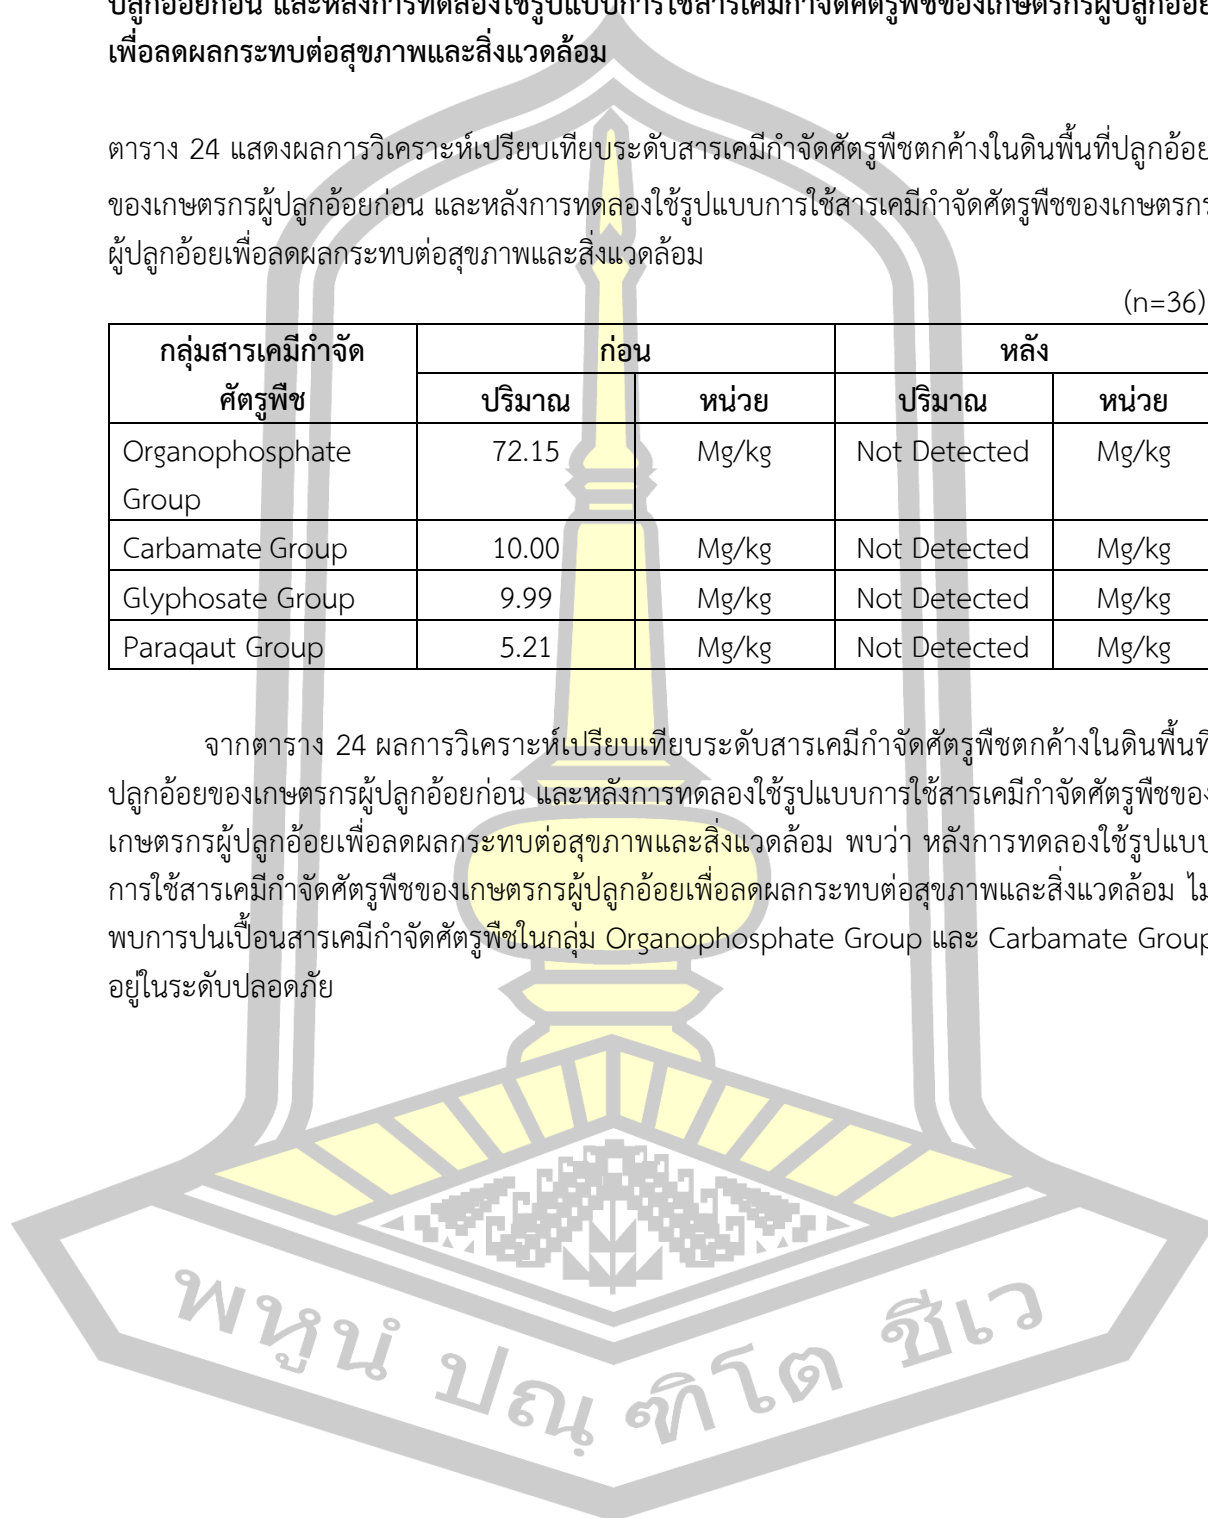 ปลูกอ้อยก่อน และหลังการทดลองใช้รูปแบบการใช้สารเคมีกำจัดศัตรูพืชของเกษตรกรผู้ปลูกอ้อย
เพื่อลดผลกระทบต่อสุขภาพและสิ่งแวดล้อม
ตาราง 24 แสดงผลการวิเคราะห์เปรียบเทียบระดับสารเคมีกำจัดศัตรูพืชตกค้างในดินพื้นที่ปลูกอ้อย
ของเกษตรกรผู้ปลูกอ้อยก่อน และหลังการทดลองใช้รูปแบบการใช้สารเคมีกำจัดศัตรูพืชของเกษตรกร
ผู้ปลูกอ้อยเพื่อลดผลกระทบต่อสุขภาพและสิ่งแวดล้อม
(n=36)
กลุ่มสารเคมีกำจัด ก่อน หลัง
ศัตรูพืช ปริมาณ หน่วย ปริมาณ หน่วย
Organophosphate 72.15 Mg/kg Not Detected Mg/kg
Group
Carbamate Group 10.00 Mg/kg Not Detected Mg/kg
Glyphosate Group 9.99 Mg/kg Not Detected Mg/kg
Paraqaut Group 5.21 Mg/kg Not Detected Mg/kg
จากตาราง 24 ผลการวิเคราะห์เปรียบเทียบระดับสารเคมีกำจัดศัตรูพืชตกค้างในดินพื้นที่
ปลูกอ้อยของเกษตรกรผู้ปลูกอ้อยก่อน และหลังการทดลองใช้รูปแบบการใช้สารเคมีกำจัดศัตรูพืชของ
เกษตรกรผู้ปลูกอ้อยเพื่อลดผลกระทบต่อสุขภาพและสิ่งแวดล้อม พบว่า หลังการทดลองใช้รูปแบบ
การใช้สารเคมีกำจัดศัตรูพืชของเกษตรกรผู้ปลูกอ้อยเพื่อลดผลกระทบต่อสุขภาพและสิ่งแวดล้อม ไม่
พบการปนเปื้อนสารเคมีกำจัดศัตรูพืชในกลุ่ม Organophosphate Group และ Carbamate Group
อยู่ในระดับปลอดภัย
พหูนํ ปณฺฑิโต ชีเว